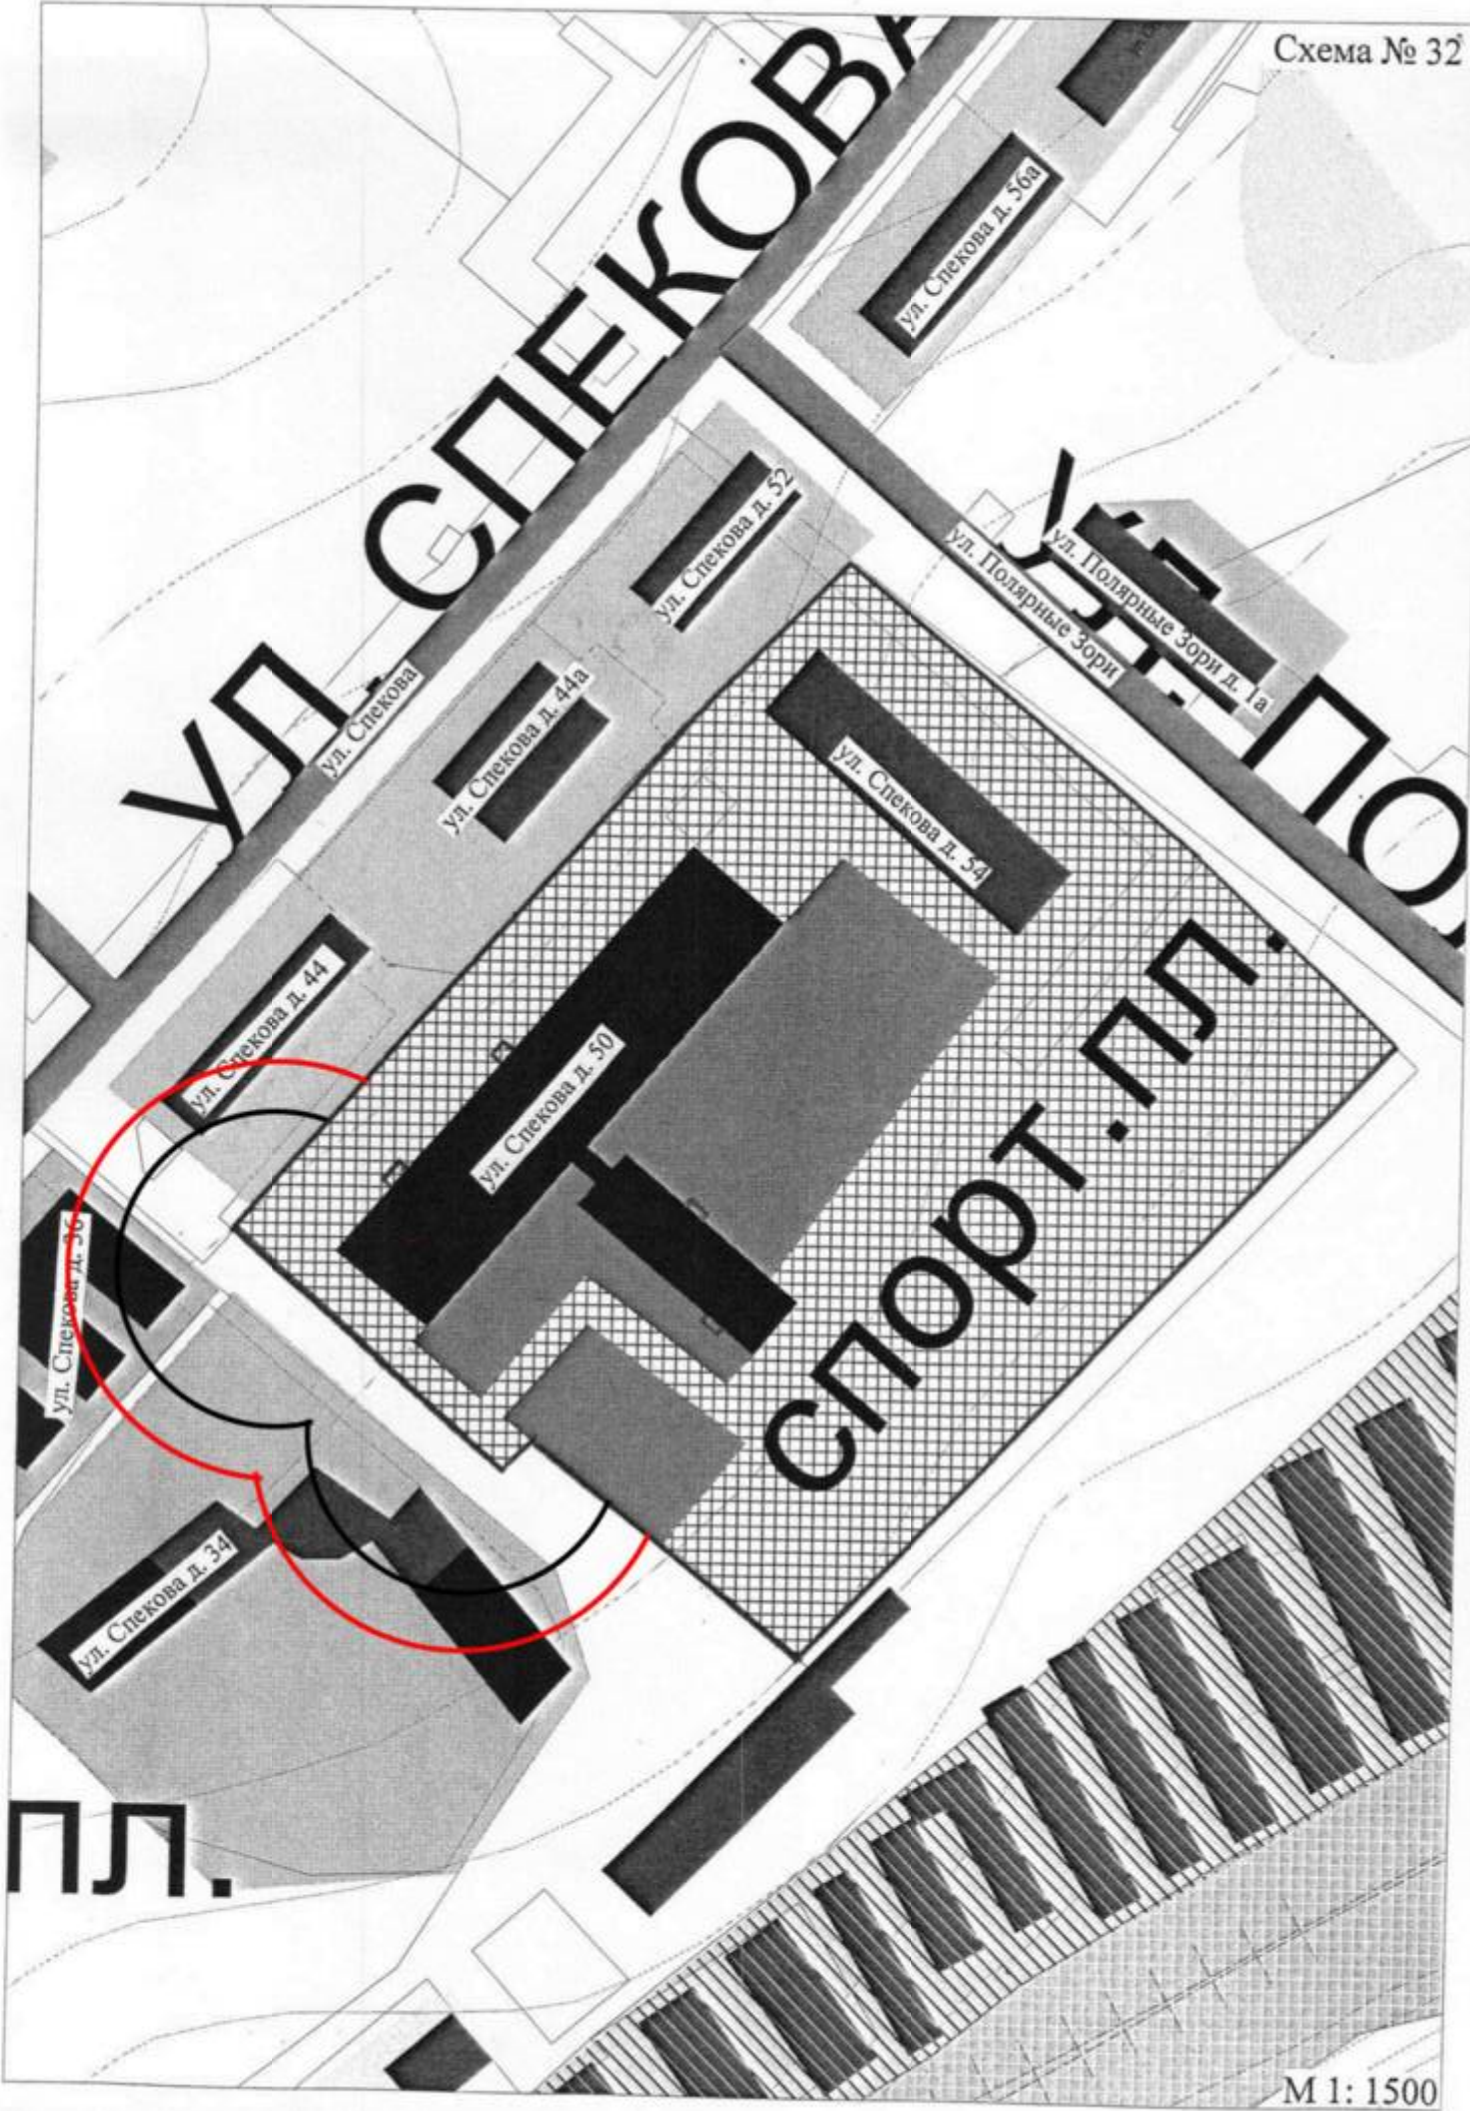 Схема № 32
УЛ. СПЕКОВА
ул. Спекова д. 56а
ул. Спекова д. 52
ул. Полярные Зори
ул. Полярные Зори д. 1а
УЛ. ПО
ул. Спекова
ул. Спекова д. 44а
ул. Спекова д. 54
ул. Спекова д. 44
ул. Спекова д. 50
спорт.пл.
ул. Спекова д. 36
ул. Спекова д. 34
пл.
М 1: 1500